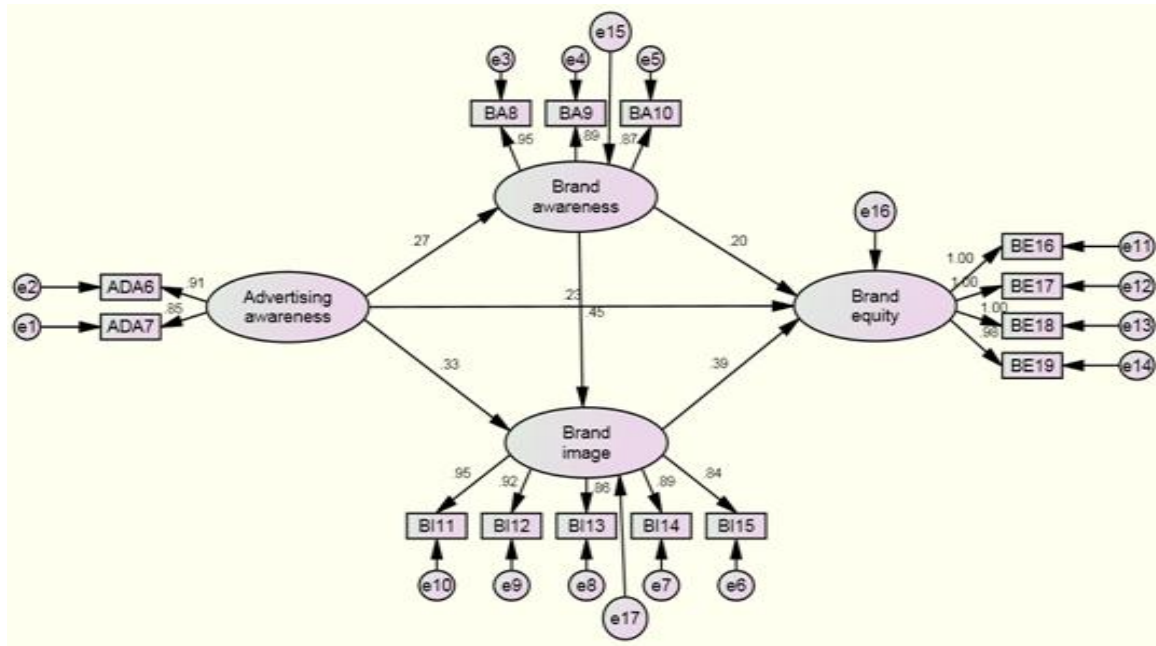 e15
e3
e4
e5
BA8
BA9
BA10
.95
.89
.87
Brand
awareness
e16
.27
.20
BE16
e11
1.00
e2
ADA6
.91
Advertising
awareness
.23
.45
Brand
equity
1.00
BE17
e12
e1
ADA7
.85
1.00
BE18
e13
.98
BE19
e14
.33
.39
Brand
image
.95
.92
.86
.89
.84
BI11
BI12
BI13
BI14
BI15
e10
e9
e8
e7
e6
e17